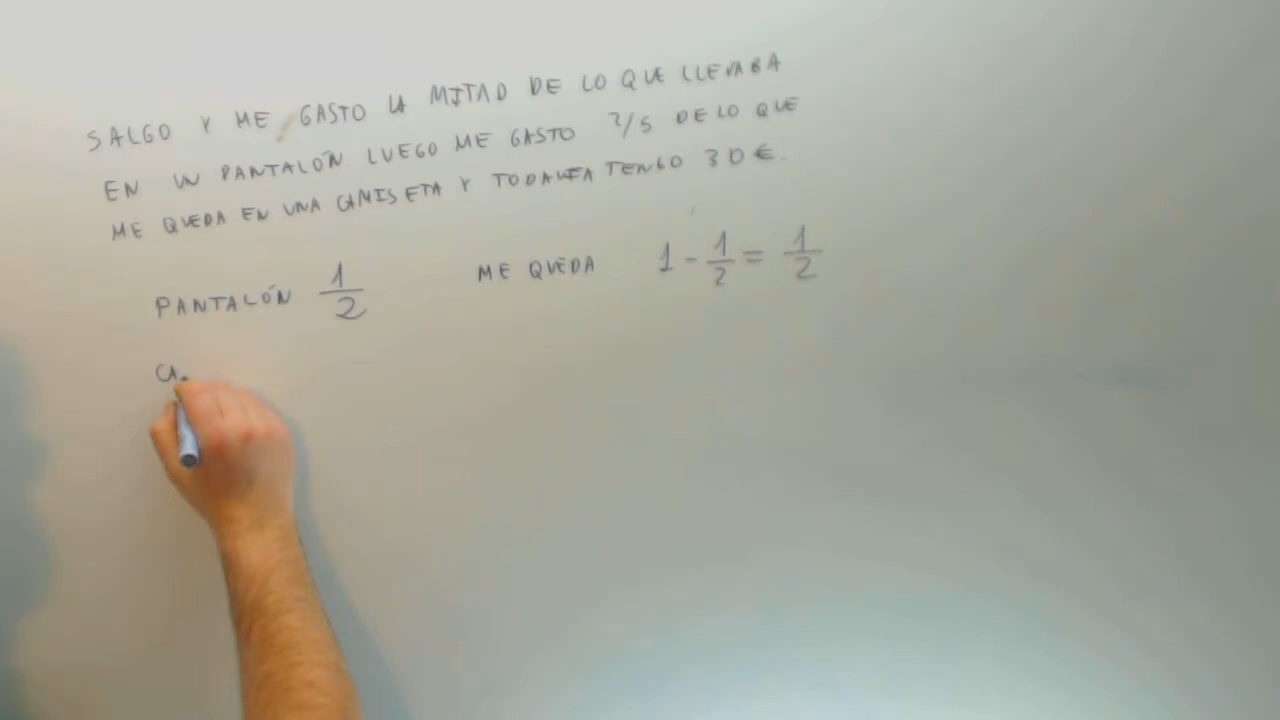 SALGO Y ME GASTO LA MITAD DE LO QUE LLEVABA
EN UN PANTALÓN LUEGO ME GASTO 2/5 DE LO QUE
ME QUEDA EN UNA CAMISETA Y TODAVÍA TENGO 30 €.
PANTALÓN 1/2 ME QUEDA 1 - 1/2 = 1/2
CA